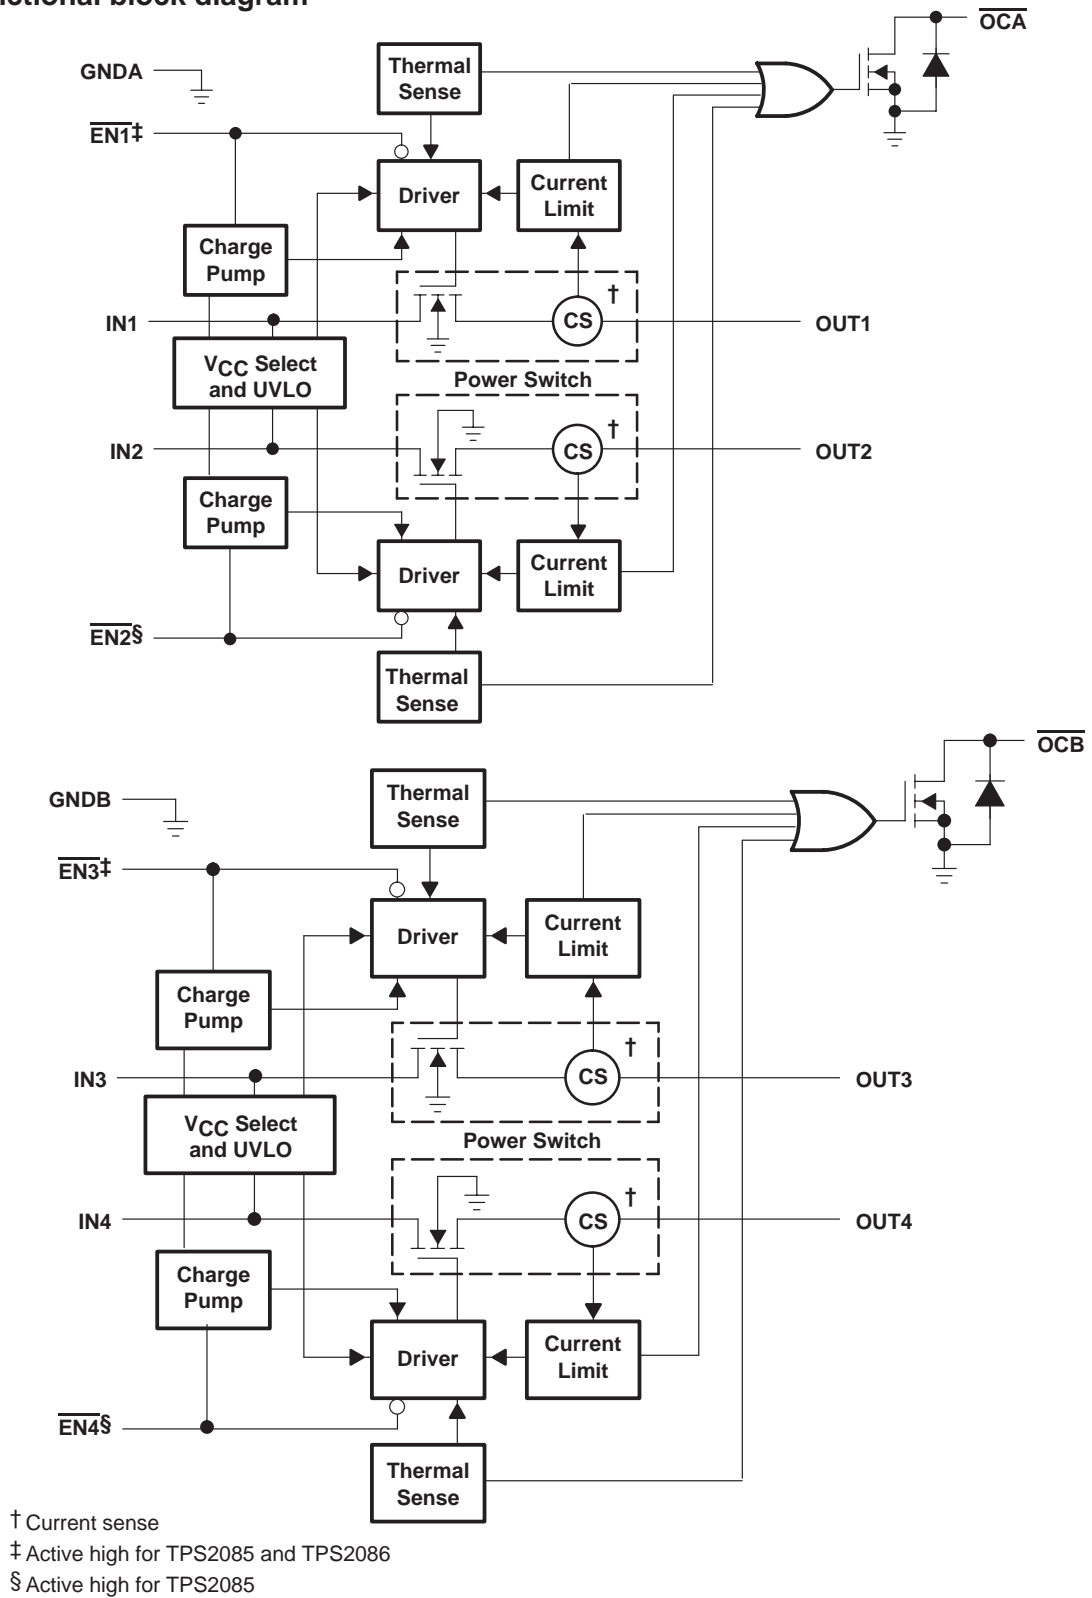 OCA
GNDA
Thermal
Sense
EN1‡
Driver
Current
Limit
Charge
Pump
†
IN1
CS
OUT1
VCC Select
and UVLO
Power Switch
†
IN2
CS
OUT2
Charge
Pump
Driver
Current
Limit
EN2§
Thermal
Sense
OCB
GNDB
Thermal
Sense
EN3‡
Driver
Current
Limit
Charge
Pump
†
IN3
CS
OUT3
VCC Select
and UVLO
Power Switch
†
IN4
CS
OUT4
Charge
Pump
Driver
Current
Limit
EN4§
Thermal
Sense
† Current sense
‡ Active high for TPS2085 and TPS2086
§ Active high for TPS2085